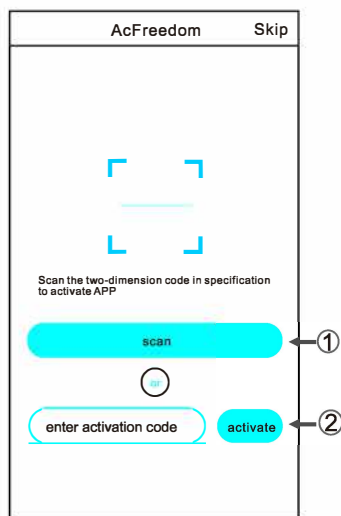 AcFreedom Skip
Scan the two-dimension code in specification
to activate APP
scan
①
or
enter activation code activate
②